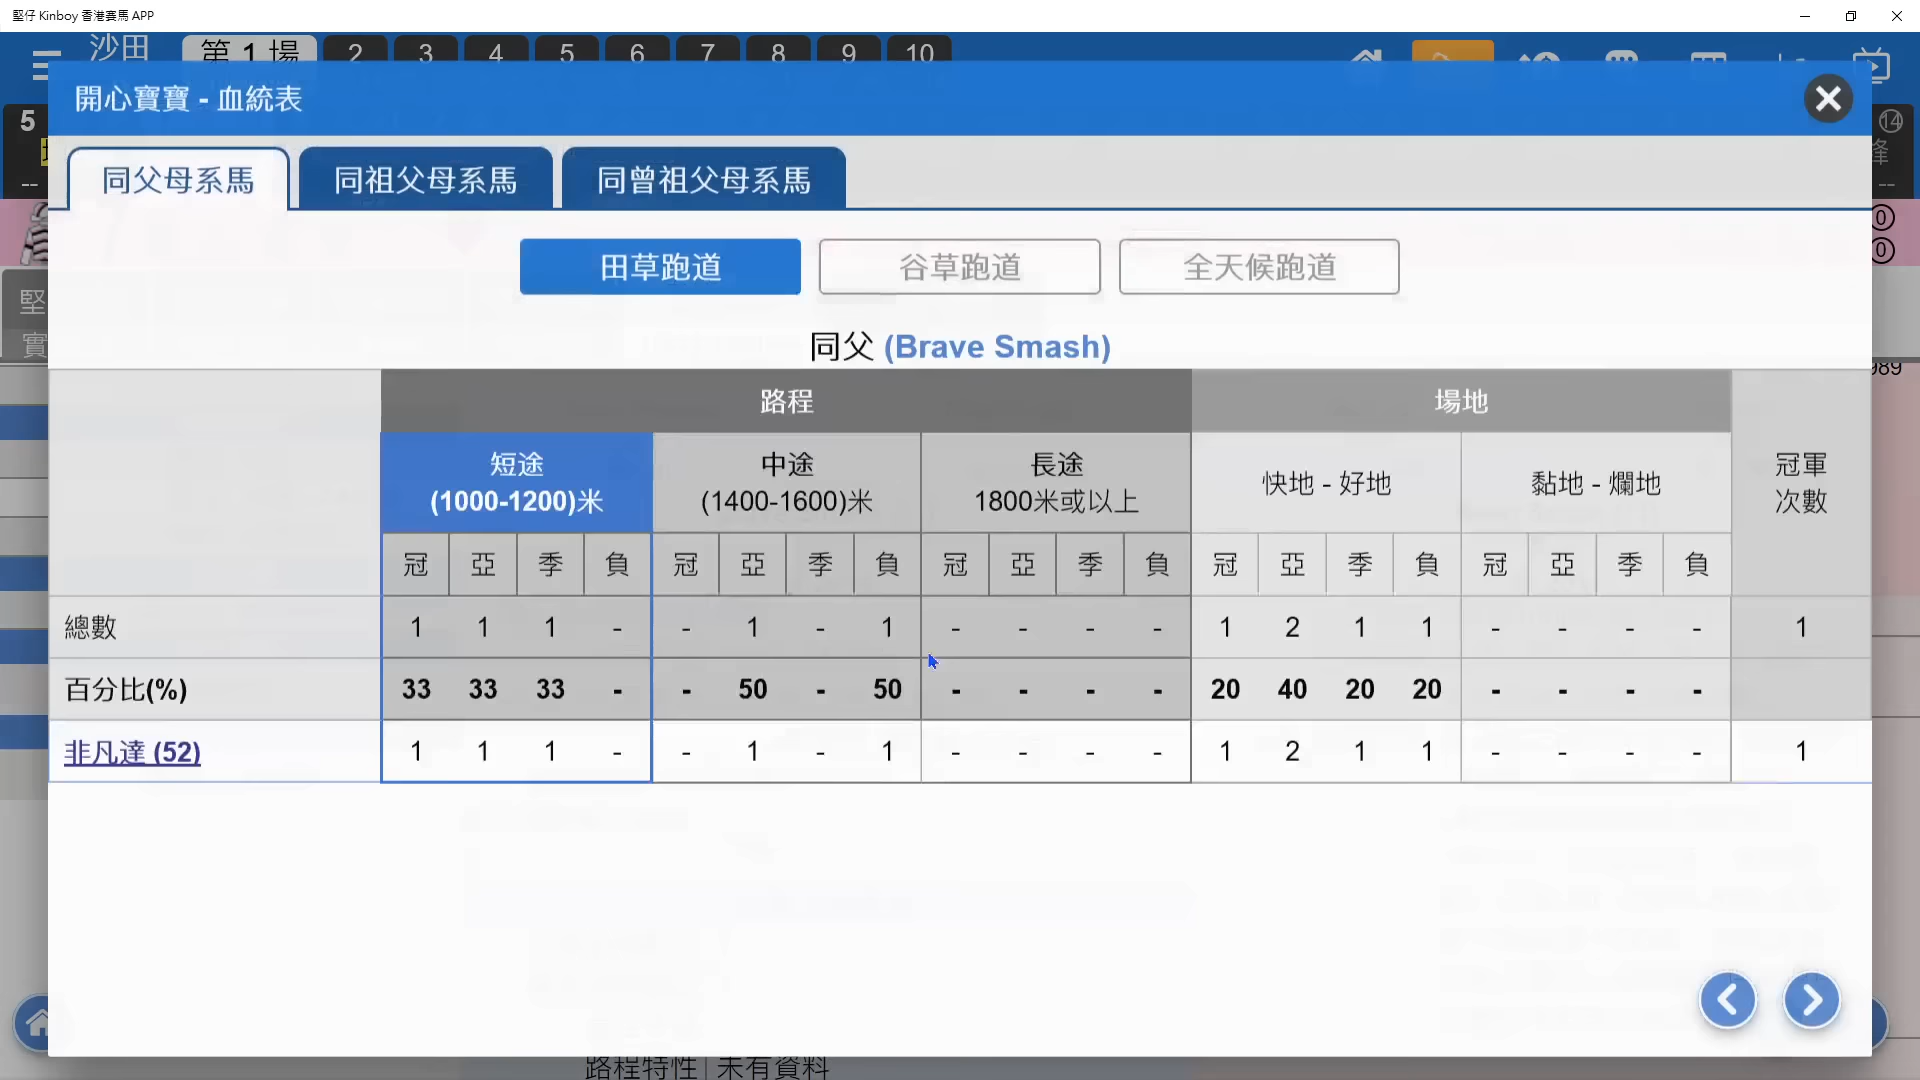 堅仔 Kinboy 香港賽馬 APP
沙田 第 1 場 2 3 4 5 6 7 8 9 10
開心寶寶 - 血統表
5
14
--
--
同父母系馬 同祖父母系馬 同曾祖父母系馬
0
0
田草跑道 谷草跑道 全天候跑道
堅
實
同父 (Brave Smash)
989
路程 場地
短途 中途 長途
(1000-1200)米 (1400-1600)米 1800米或以上
快地 - 好地 黏地 - 爛地
冠軍
次數
冠 亞 季 負 冠 亞 季 負 冠 亞 季 負 冠 亞 季 負 冠 亞 季 負
總數 1 1 1 - - 1 - 1 - - - - 1 2 1 1 - - - - 1
百分比(%) 33 33 33 - - 50 - 50 - - - - 20 40 20 20 - - - -
非凡達 (52) 1 1 1 - - 1 - 1 - - - - 1 2 1 1 - - - - 1
路程特性 未有資料